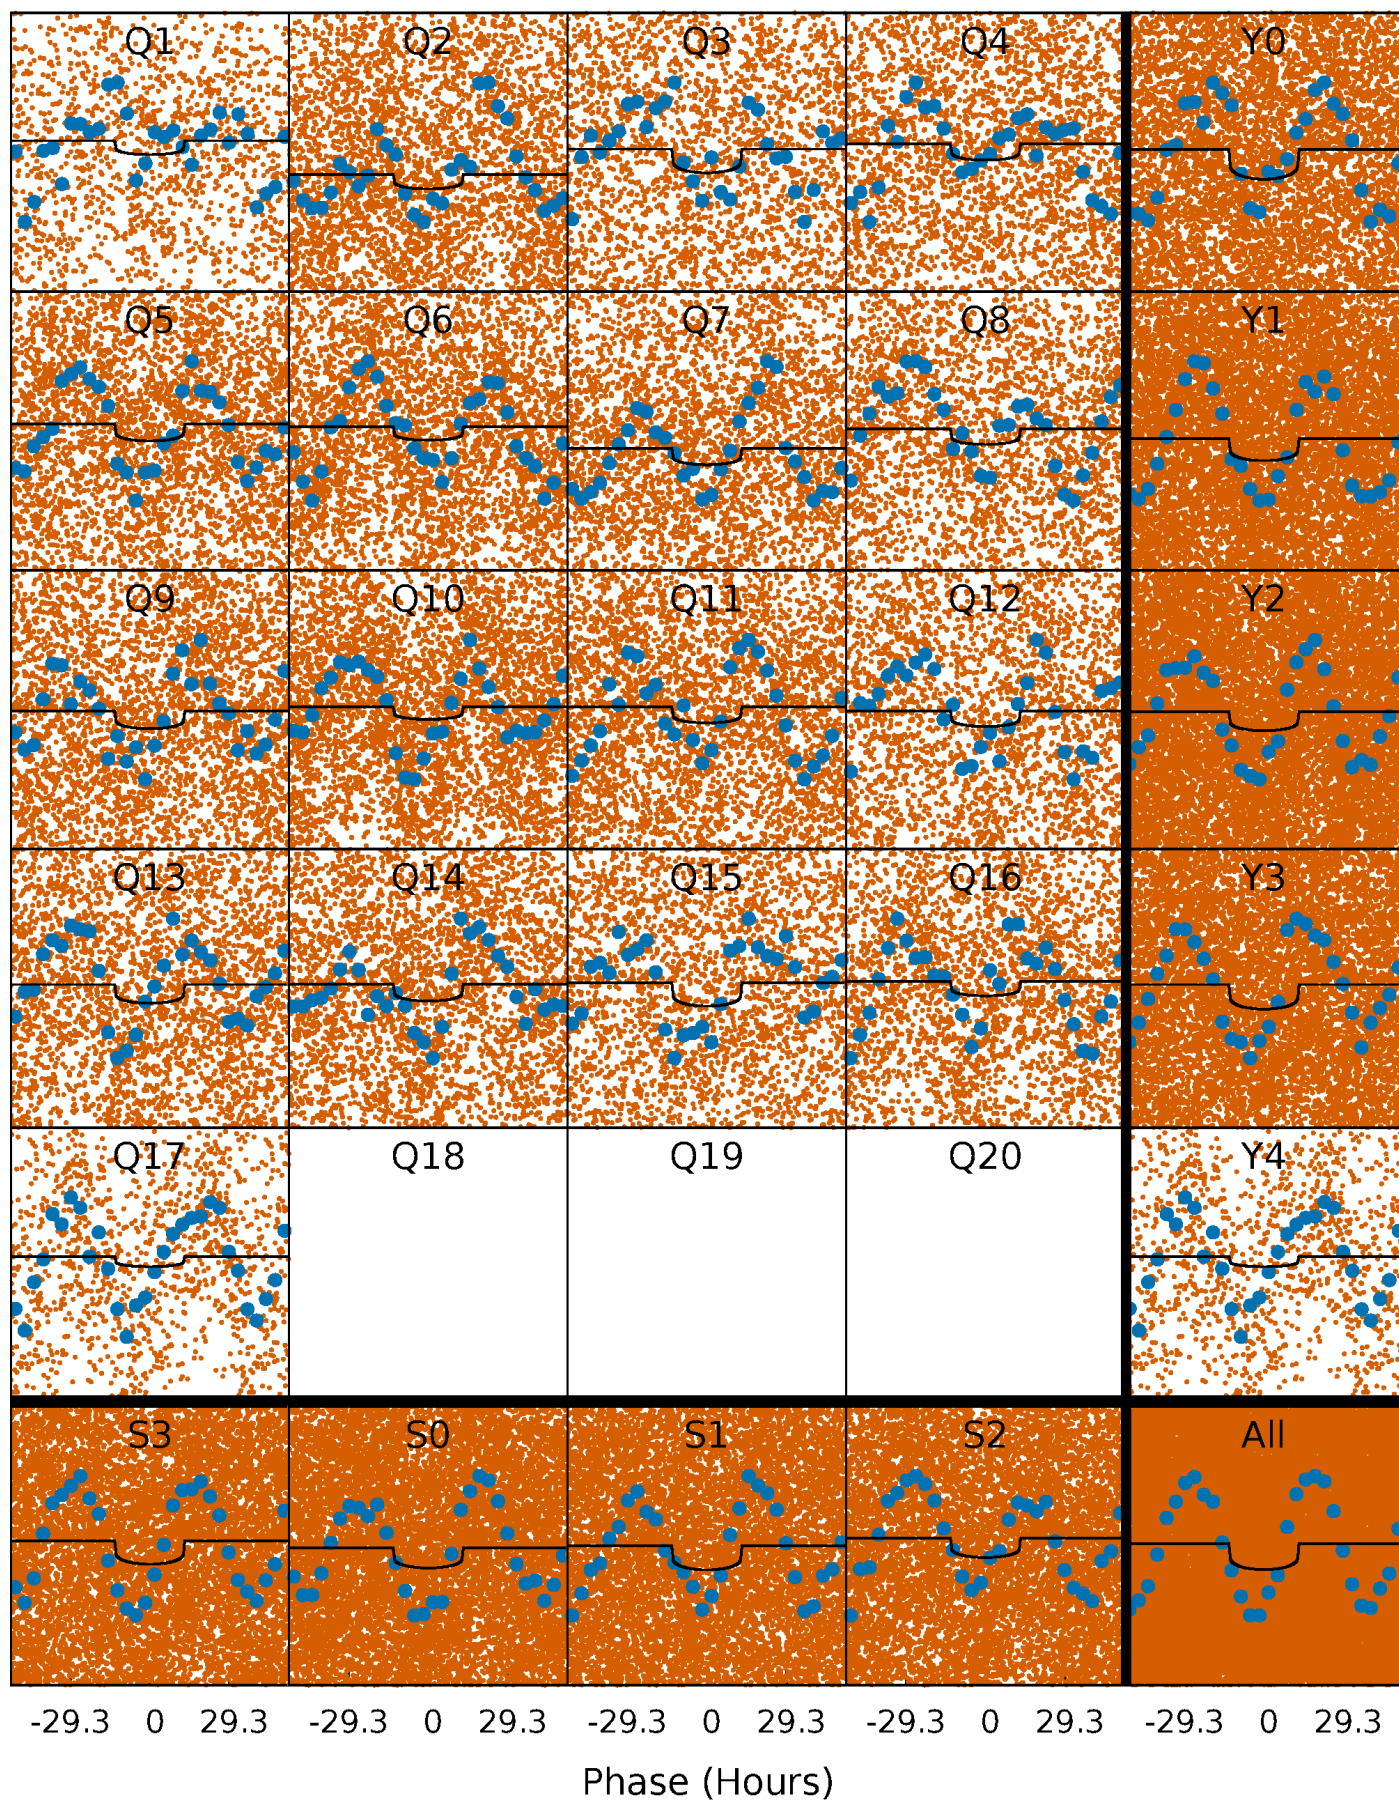 Q1 Q2 Q3 Q4 Y0
Q5 Q6 Q7 Q8 Y1
Q9 Q10 Q11 Q12 Y2
Q13 Q14 Q15 Q16 Y3
Q17 Q18 Q19 Q20 Y4
S3 S0 S1 S2 All
-29.3 0 29.3 -29.3 0 29.3 -29.3 0 29.3 -29.3 0 29.3 -29.3 0 29.3
Phase (Hours)